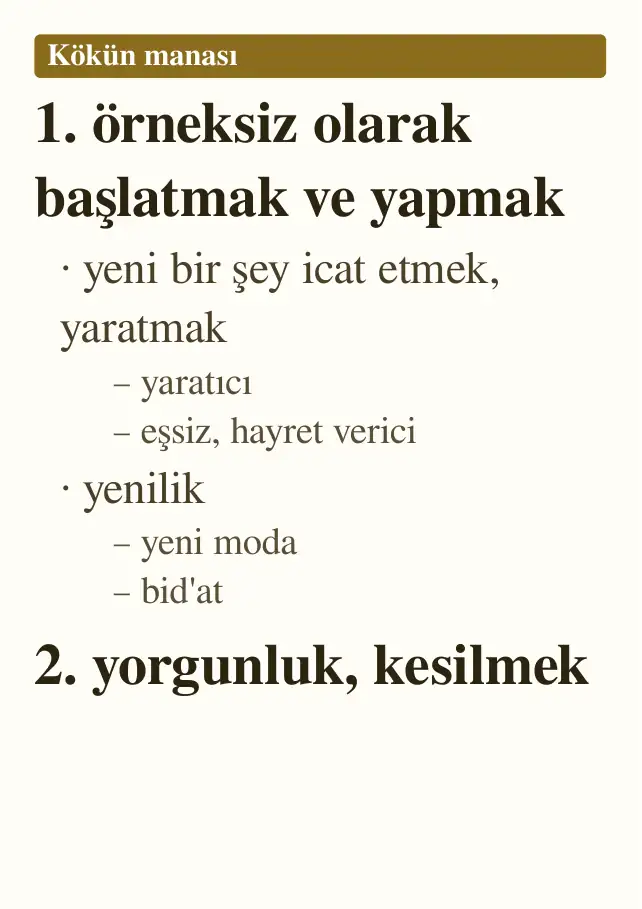 Kökün manası
1. örneksiz olarak
başlatmak ve yapmak
· yeni bir şey icat etmek,
yaratmak
– yaratıcı
– eşsiz, hayret verici
· yenilik
– yeni moda
– bid'at
2. yorgunluk, kesilmek